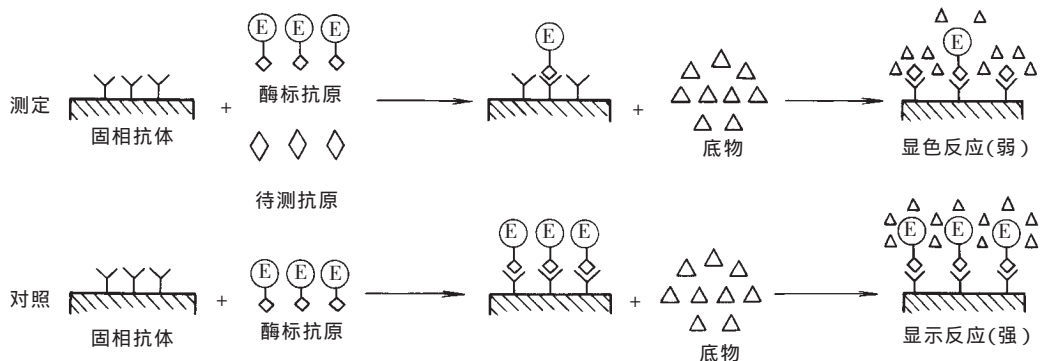 E E E E E
测定 + 酶标抗原 + 底物 显色反应(弱)
固相抗体
待测抗原
E E E E E E
对照 + E E E 酶标抗原 + 底物 显示反应(强)
固相抗体